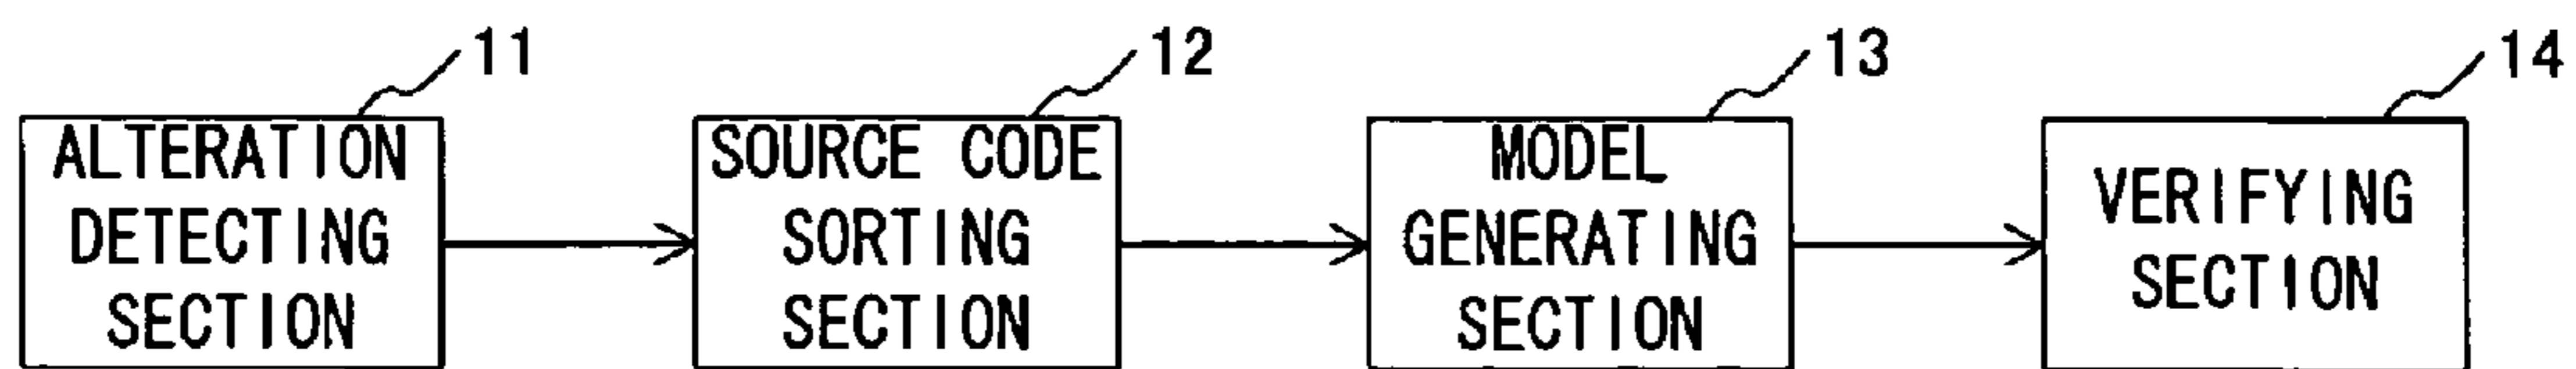 11
ALTERATION
DETECTING
SECTION
12
SOURCE CODE
SORTING
SECTION
13
MODEL
GENERATING
SECTION
14
VERIFYING
SECTION